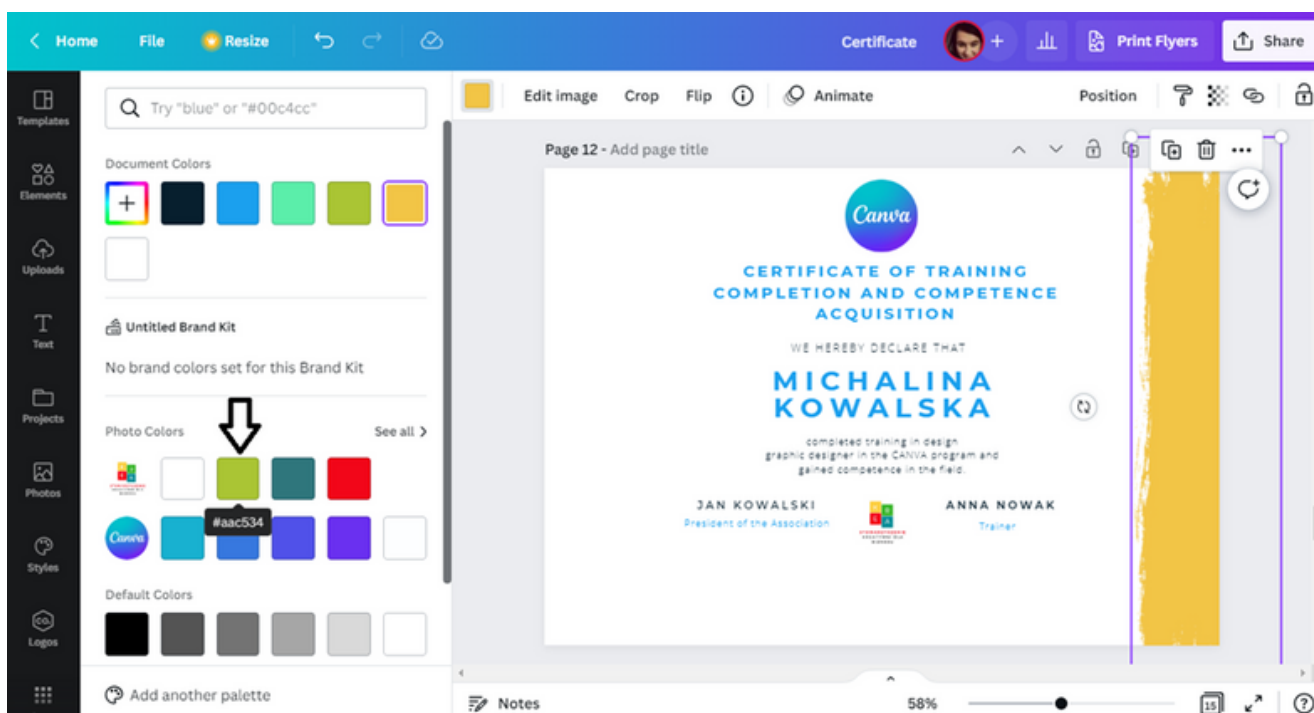 Home File Resize Certificate Print Flyers Share
Templates
Elements
Uploads
Text
Projects
Photos
Styles
CO.
Logos
Try "blue" or "#00c4cc"
Document Colors
Untitled Brand Kit
No brand colors set for this Brand Kit
Photo Colors See all
#aac534
Canva
Default Colors
Add another palette
Edit image Crop Flip Animate Position
Page 12 - Add page title
Canva
CERTIFICATE OF TRAINING
COMPLETION AND COMPETENCE
ACQUISITION
WE HEREBY DECLARE THAT
MICHALINA
KOWALSKA
completed training in design
graphic designer in the CANVA program and
gained competence in the field.
JAN KOWALSKI
President of the Association
ANNA NOWAK
Trainer
Notes 58% 15